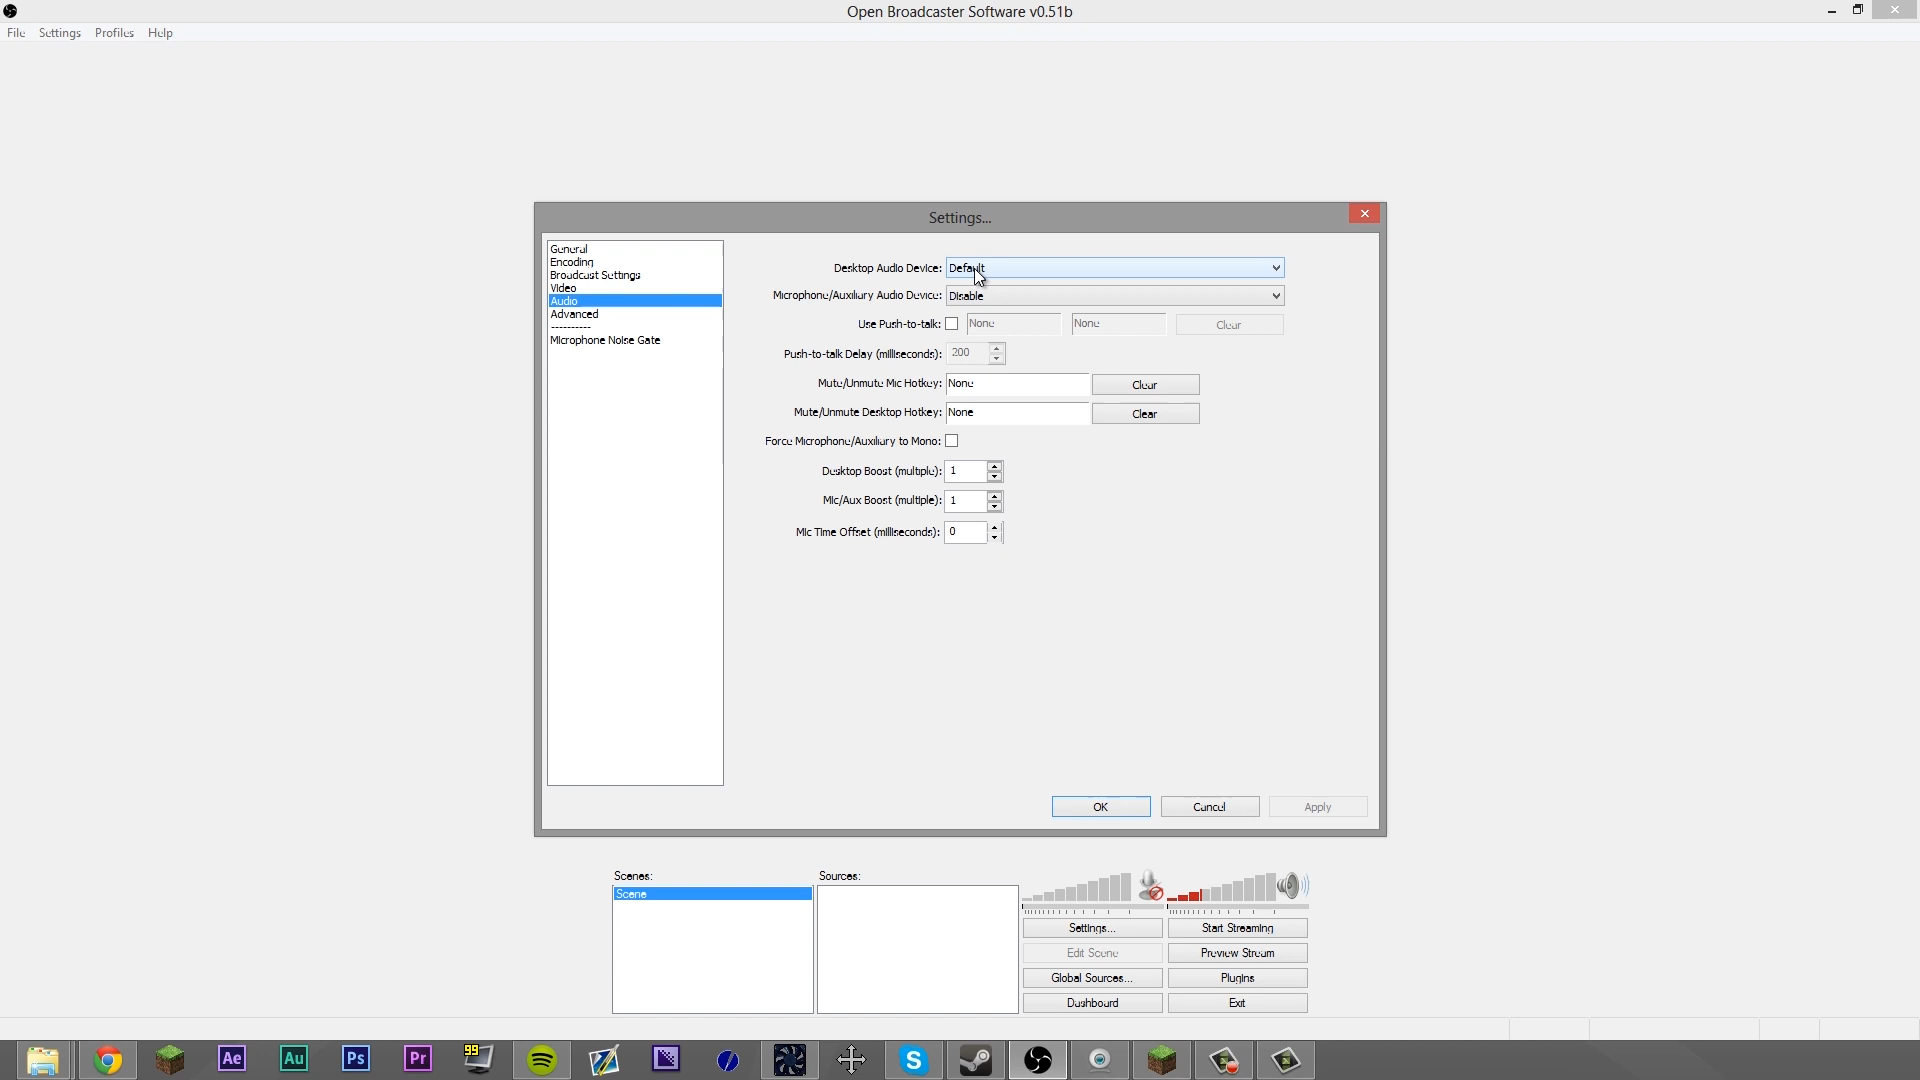 Open Broadcaster Software v0.51b
File Settings Profiles Help
Settings...
General
Encoding
Broadcast Settings
Video
Audio
Advanced
----------
Microphone Noise Gate
Desktop Audio Device: Default
Microphone/Auxiliary Audio Device: Disable
Use Push-to-talk: None None Clear
Push-to-talk Delay (milliseconds): 200
Mute/Unmute Mic Hotkey: None Clear
Mute/Unmute Desktop Hotkey: None Clear
Force Microphone/Auxiliary to Mono:
Desktop Boost (multiple): 1
Mic/Aux Boost (multiple): 1
Mic Time Offset (milliseconds): 0
OK Cancel Apply
Scenes: Sources:
Scene
Settings... Start Streaming
Edit Scene Preview Stream
Global Sources... Plugins
Dashboard Exit
Ae Au Ps Pr 99